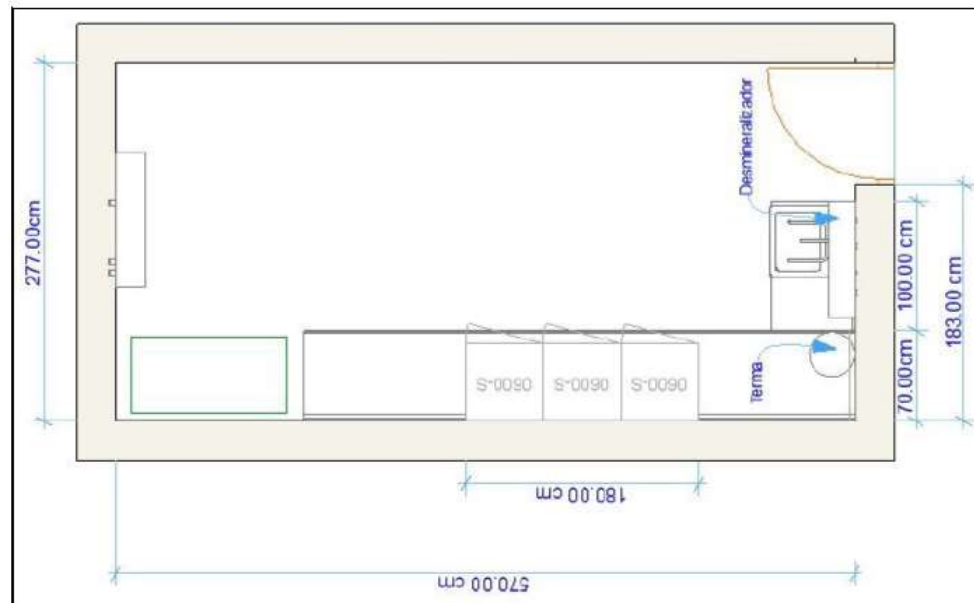 277.00cm
Desmineralizador
100.00 cm
183.00 cm
70.00cm
Terma
0600-S
0600-S
0600-S
180.00 cm
570.00 cm